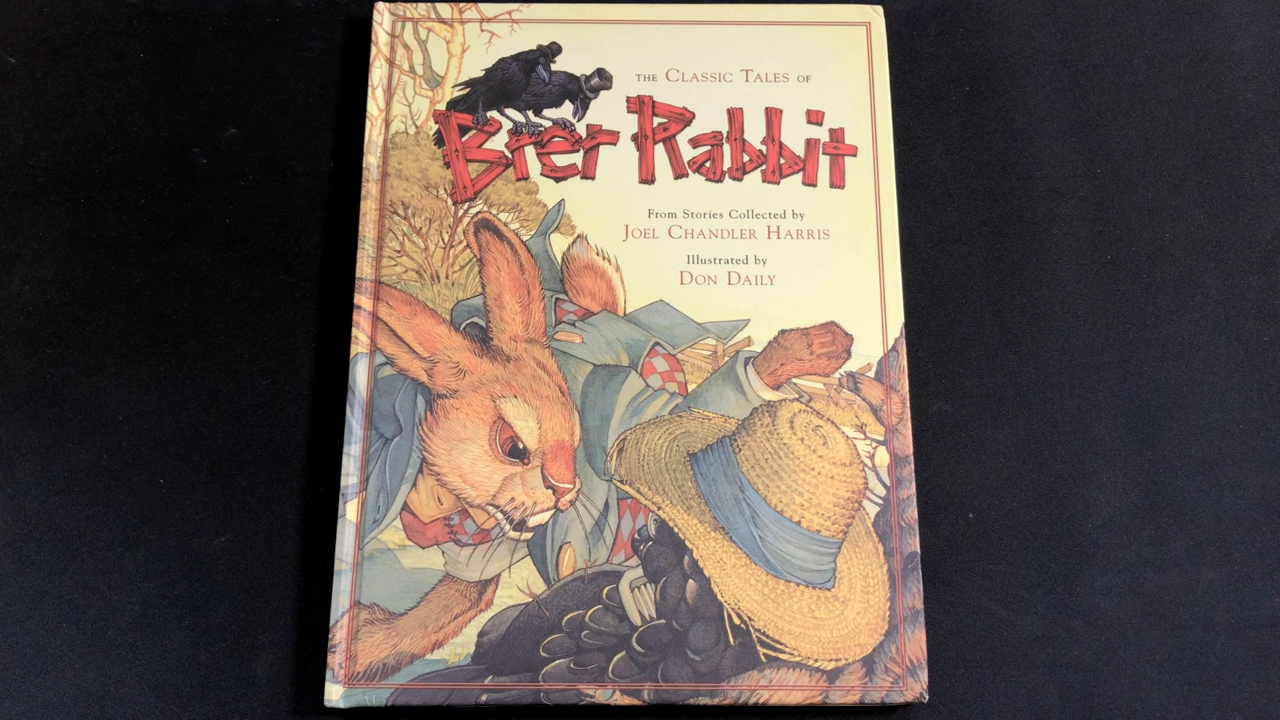 THE CLASSIC TALES OF
Brer Rabbit
From Stories Collected by
JOEL CHANDLER HARRIS
Illustrated by
DON DAILY